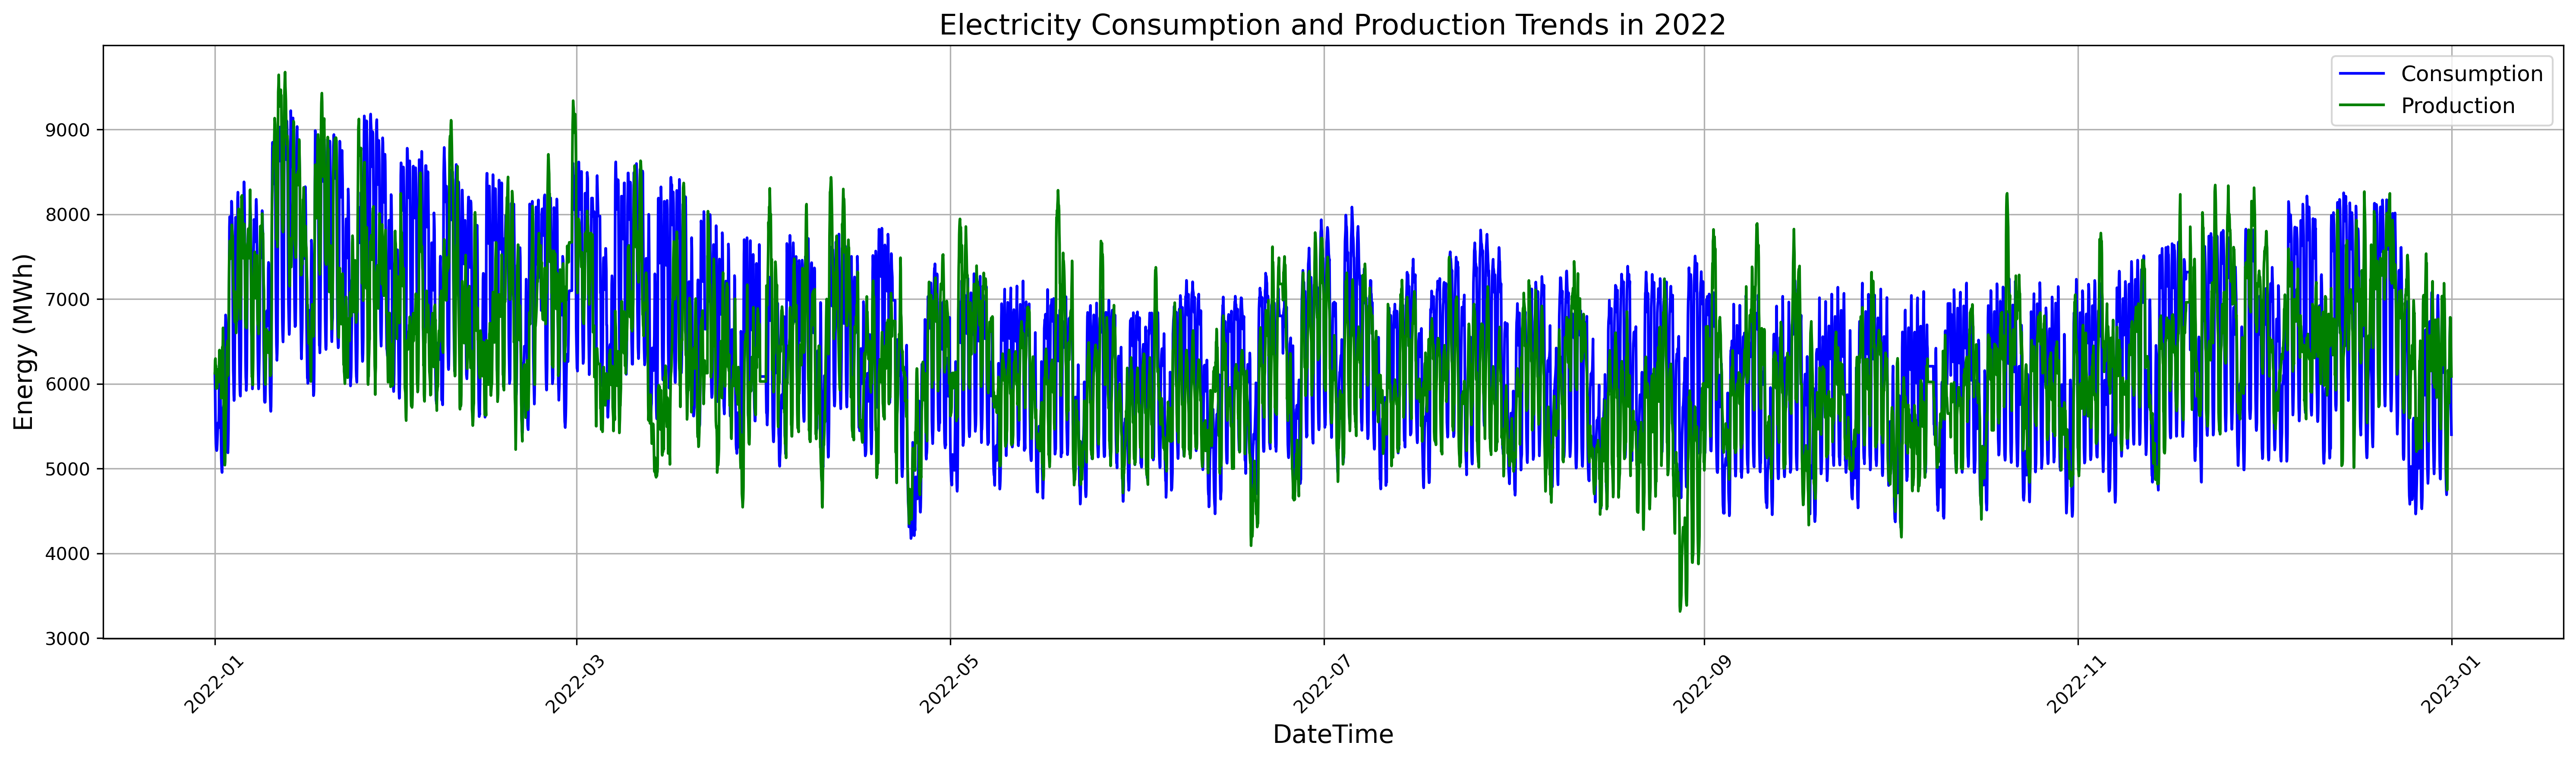 Electricity Consumption and Production Trends in 2022
Consumption
Production
Energy (MWh)
9000
8000
7000
6000
5000
4000
3000
2022-01
2022-03
2022-05
2022-07
2022-09
2022-11
2023-01
DateTime